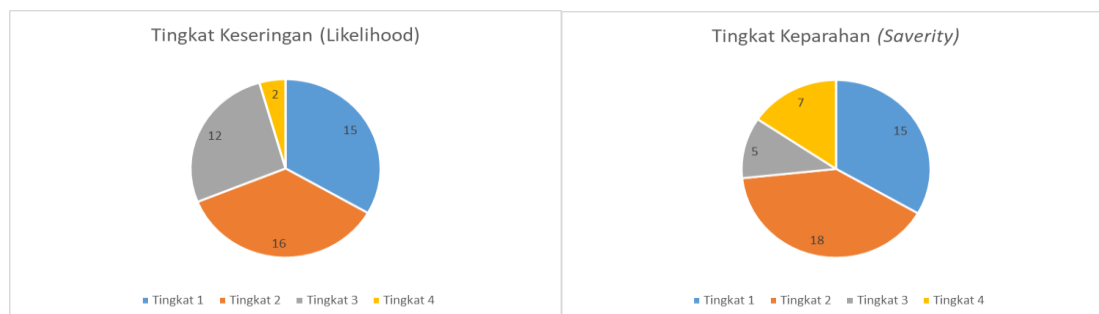 Tingkat Keseringan (Likelihood)
15
16
12
2
Tingkat 1 Tingkat 2 Tingkat 3 Tingkat 4
Tingkat Keparahan (Saverity)
15
18
5
7
Tingkat 1 Tingkat 2 Tingkat 3 Tingkat 4